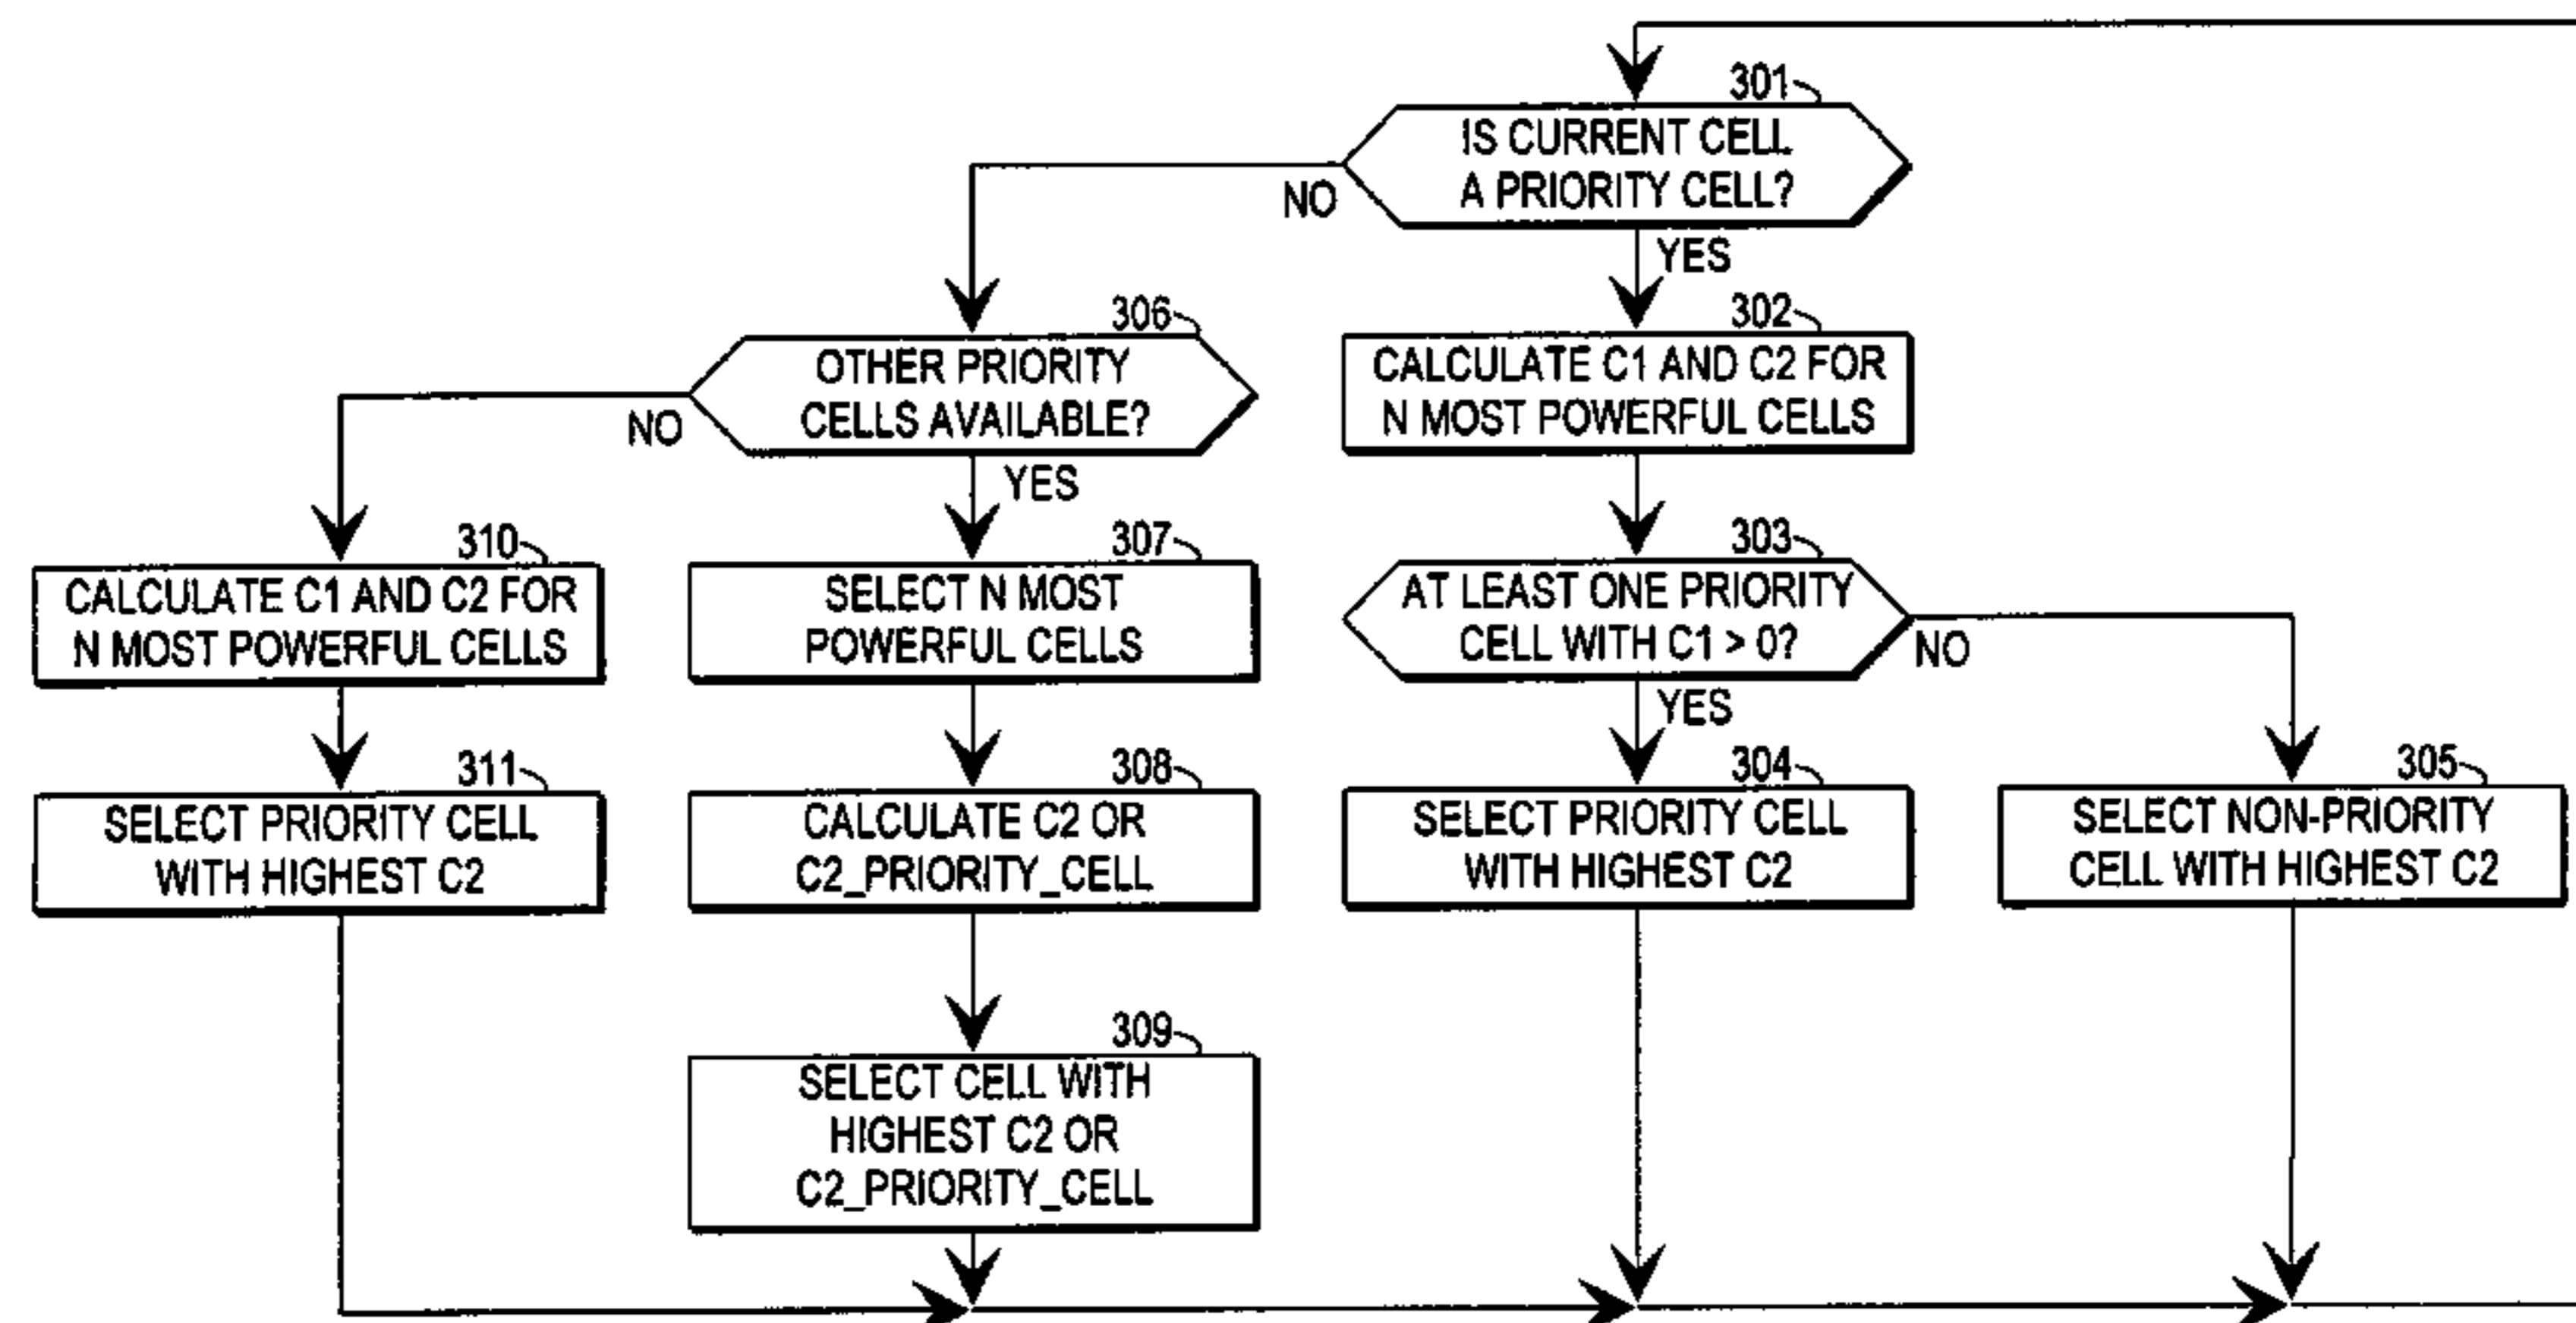 301
IS CURRENT CELL
A PRIORITY CELL?
NO
YES
306
OTHER PRIORITY
CELLS AVAILABLE?
NO
YES
302
CALCULATE C1 AND C2 FOR
N MOST POWERFUL CELLS
310
CALCULATE C1 AND C2 FOR
N MOST POWERFUL CELLS
307
SELECT N MOST
POWERFUL CELLS
303
AT LEAST ONE PRIORITY
CELL WITH C1 > 0?
NO
YES
311
SELECT PRIORITY CELL
WITH HIGHEST C2
308
CALCULATE C2 OR
C2_PRIORITY_CELL
304
SELECT PRIORITY CELL
WITH HIGHEST C2
305
SELECT NON-PRIORITY
CELL WITH HIGHEST C2
309
SELECT CELL WITH
HIGHEST C2 OR
C2_PRIORITY_CELL